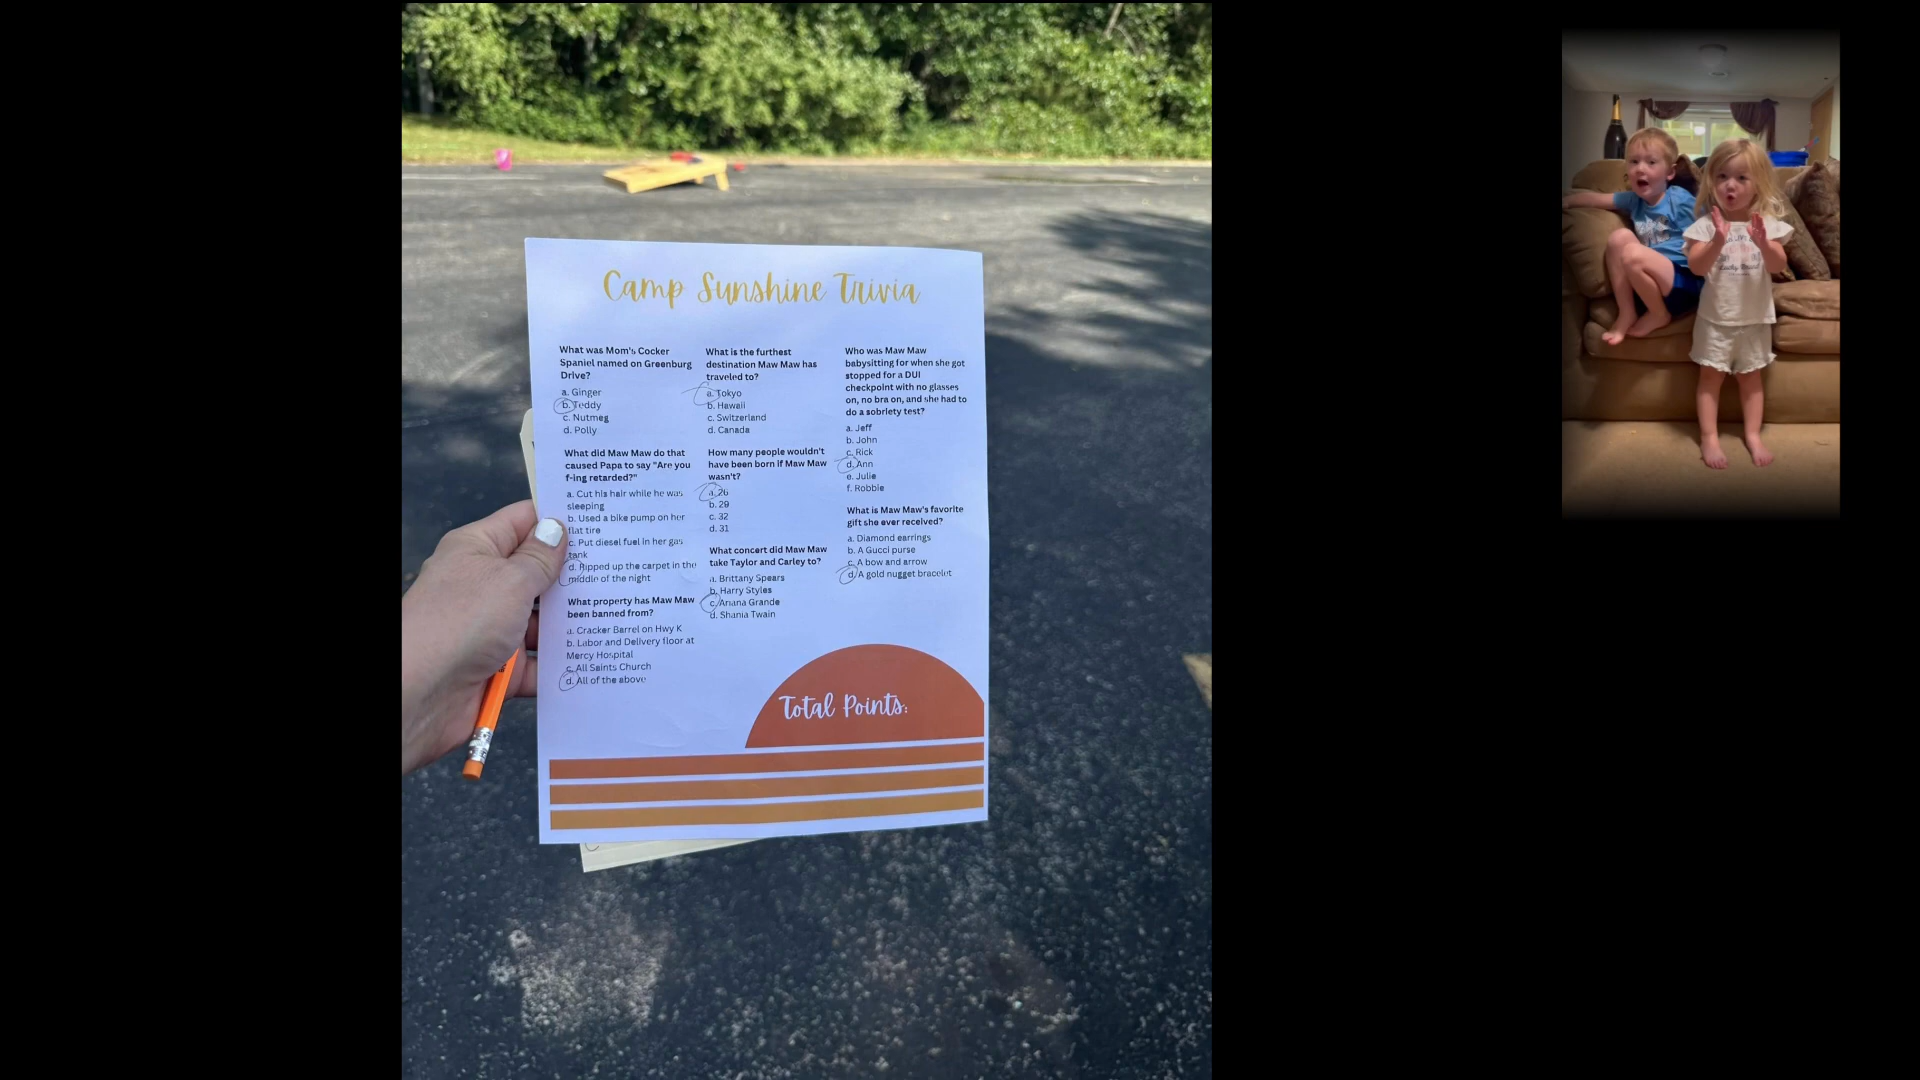 Camp Sunshine Trivia
What was Mom's Cocker
Spaniel named on Greenburg
Drive?
a. Ginger
b. Teddy
c. Nutmeg
d. Polly
What did Maw Maw do that
caused Papa to say "Are you
f-ing retarded?"
a. Cut his hair while he was
sleeping
b. Used a bike pump on her
flat tire
c. Put diesel fuel in her gas
tank
d. Ripped up the carpet in the
middle of the night
What property has Maw Maw
been banned from?
a. Cracker Barrel on Hwy K
b. Labor and Delivery floor at
Mercy Hospital
c. All Saints Church
d. All of the above
What is the furthest
destination Maw Maw has
traveled to?
a. Tokyo
b. Hawaii
c. Switzerland
d. Canada
How many people wouldn't
have been born if Maw Maw
wasn't?
a. 26
b. 29
c. 32
d. 31
What concert did Maw Maw
take Taylor and Carley to?
a. Brittany Spears
b. Harry Styles
c. Ariana Grande
d. Shania Twain
Who was Maw Maw
babysitting for when she got
stopped for a DUI
checkpoint with no glasses
on, no bra on, and she had to
do a sobriety test?
a. Jeff
b. John
c. Rick
d. Ann
e. Julie
f. Robbie
What is Maw Maw's favorite
gift she ever received?
a. Diamond earrings
b. A Gucci purse
c. A bow and arrow
d. A gold nugget bracelet
Total Points: